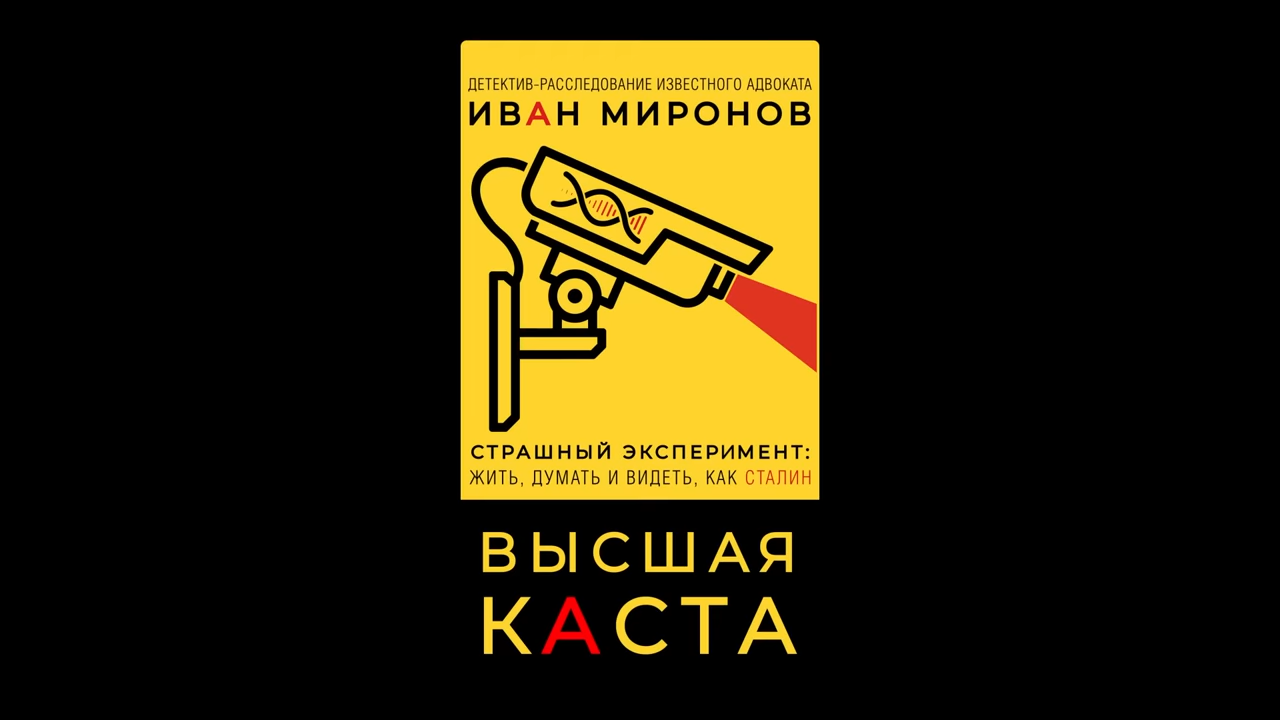 ДЕТЕКТИВ-РАССЛЕДОВАНИЕ ИЗВЕСТНОГО АДВОКАТА
ИВАН МИРОНОВ
СТРАШНЫЙ ЭКСПЕРИМЕНТ:
ЖИТЬ, ДУМАТЬ И ВИДЕТЬ, КАК СТАЛИН
ВЫСШАЯ
КАСТА